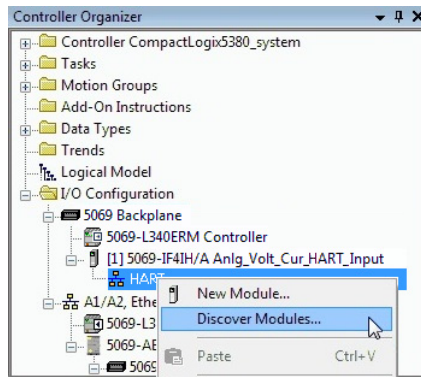 Controller Organizer
Controller CompactLogix5380_system
Tasks
Motion Groups
Add-On Instructions
Data Types
Trends
Logical Model
I/O Configuration
5069 Backplane
5069-L340ERM Controller
[1] 5069-IF4IH/A Anlg_Volt_Cur_HART_Input
HART
New Module...
A1/A2, Ethe
Discover Modules...
5069-L3
5069-AE
Paste Ctrl+V
5069